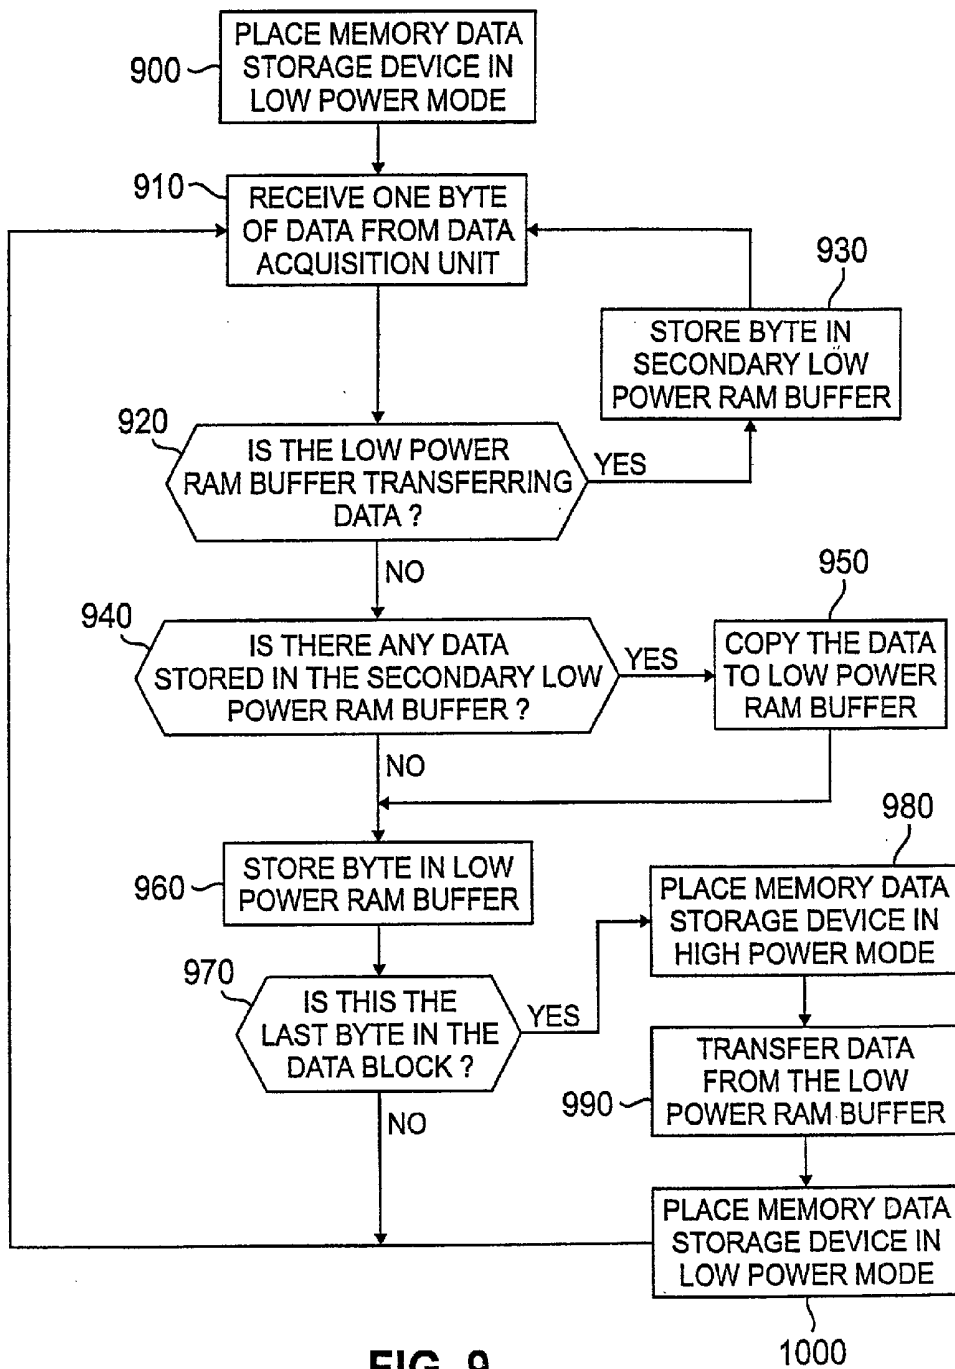 PLACE MEMORY DATA
STORAGE DEVICE IN
LOW POWER MODE
900
910
RECEIVE ONE BYTE
OF DATA FROM DATA
ACQUISITION UNIT
930
STORE BYTE IN
SECONDARY LOW
POWER RAM BUFFER
920
IS THE LOW POWER
RAM BUFFER TRANSFERRING
DATA ?
YES
NO
940
IS THERE ANY DATA
STORED IN THE SECONDARY LOW
POWER RAM BUFFER ?
YES
950
COPY THE DATA
TO LOW POWER
RAM BUFFER
NO
960
STORE BYTE IN LOW
POWER RAM BUFFER
980
PLACE MEMORY DATA
STORAGE DEVICE IN
HIGH POWER MODE
970
IS THIS THE
LAST BYTE IN THE
DATA BLOCK ?
YES
NO
990
TRANSFER DATA
FROM THE LOW
POWER RAM BUFFER
PLACE MEMORY DATA
STORAGE DEVICE IN
LOW POWER MODE
1000
FIG. 9